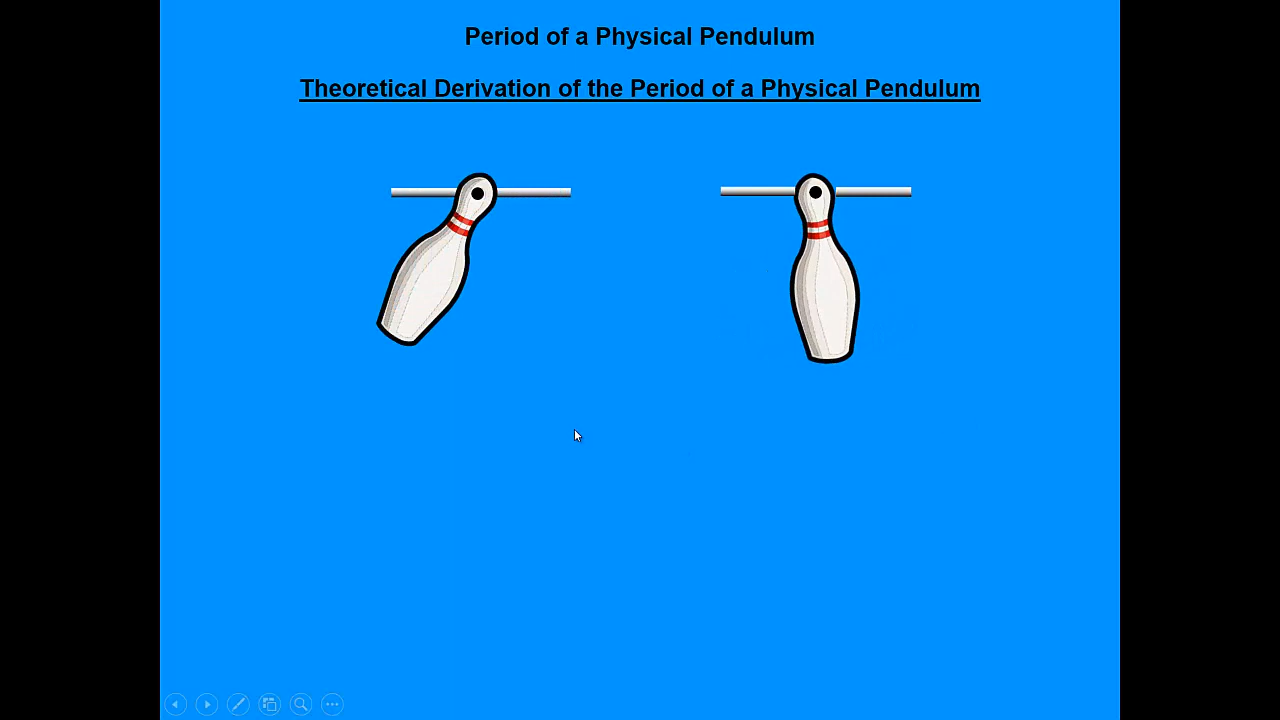 Period of a Physical Pendulum
Theoretical Derivation of the Period of a Physical Pendulum